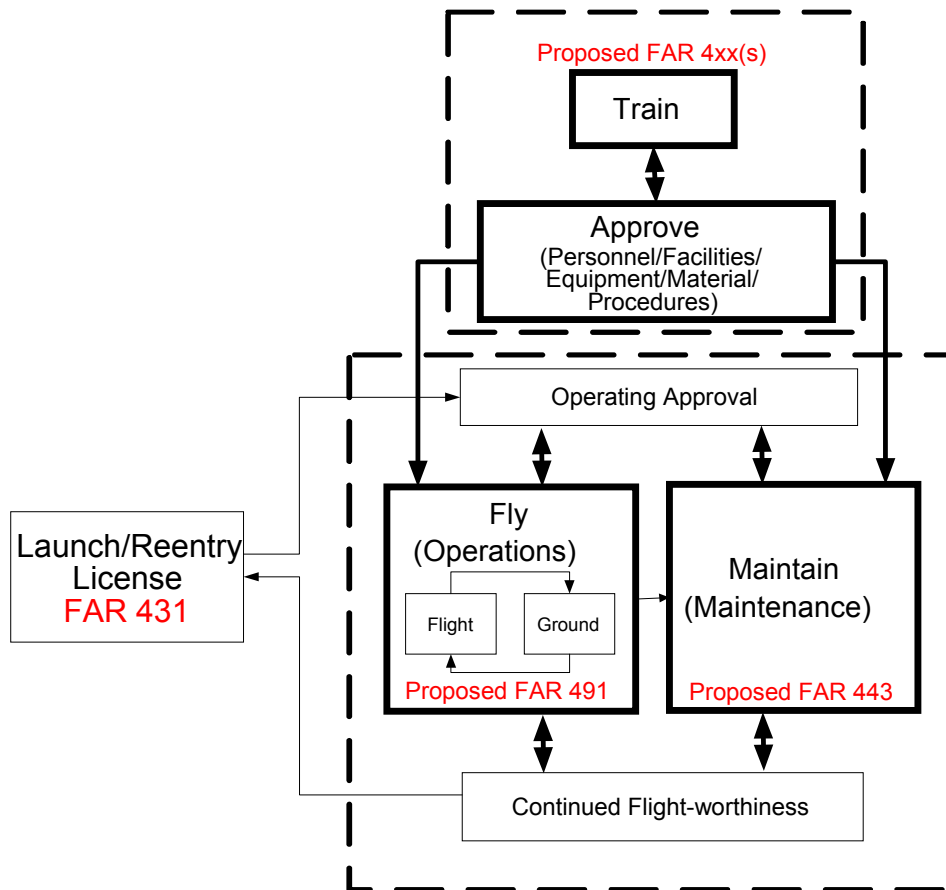 Proposed FAR 4xx(s)
Train
Approve
(Personnel/Facilities/
Equipment/Material/
Procedures)
Operating Approval
Launch/Reentry
License
FAR 431
Fly
(Operations)
Flight
Ground
Proposed FAR 491
Maintain
(Maintenance)
Proposed FAR 443
Continued Flight-worthiness